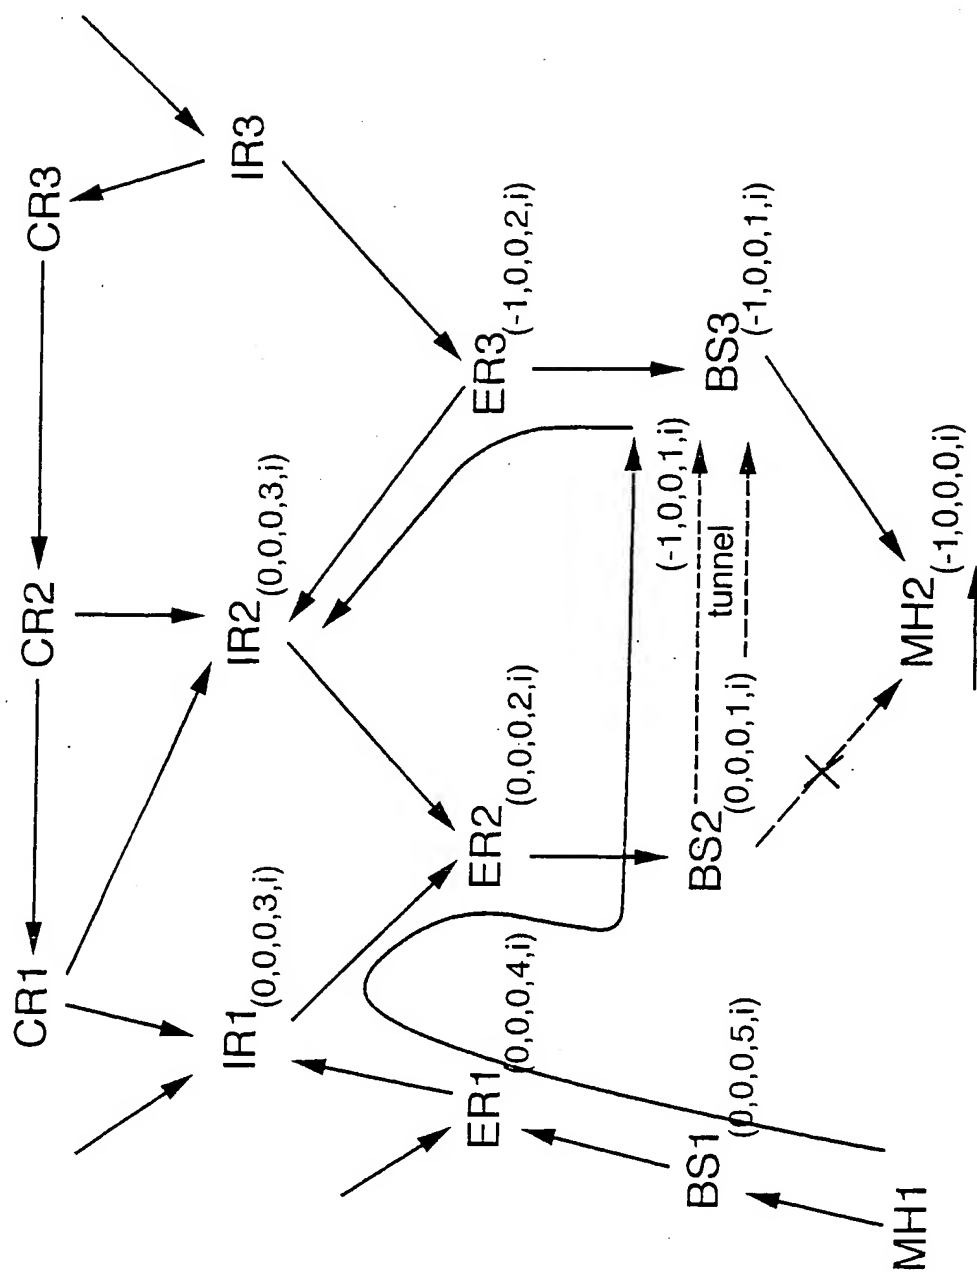 CR1
CR2
CR3
IR1(0,0,0,3,i)
IR2(0,0,0,3,i)
IR3
ER1(0,0,0,4,i)
ER2(0,0,0,2,i)
ER3(-1,0,0,2,i)
(-1,0,0,1,i)
BS1(0,0,0,5,i)
BS2(0,0,0,1,i)
tunnel
BS3(-1,0,0,1,i)
MH1
MH2(-1,0,0,0,i)